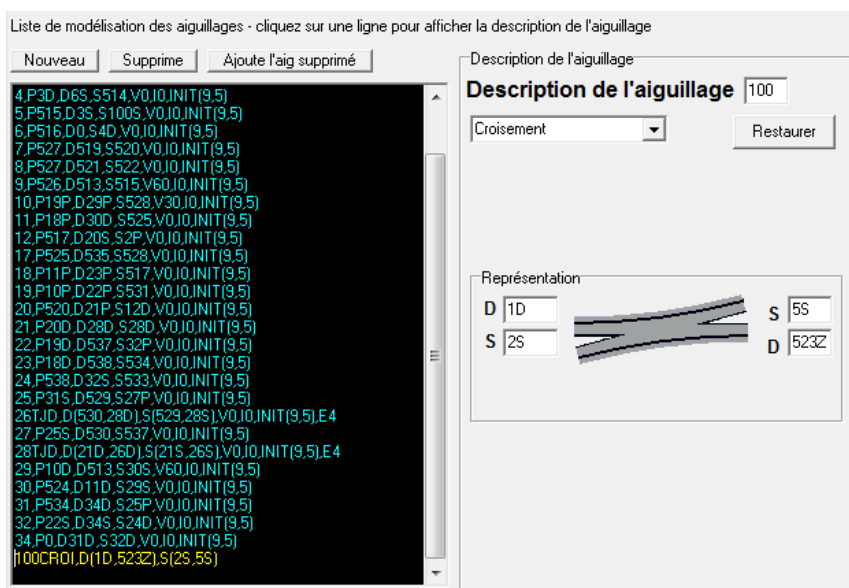 Liste de modélisation des aiguillages - cliquez sur une ligne pour afficher la description de l'aiguillage
Nouveau
Supprime
Ajoute l'aig supprimé
4,P3D,D6S,S514,V0,I0,INIT(9,5)
5,P515,D3S,S100S,V0,I0,INIT(9,5)
6,P516,D0,S4D,V0,I0,INIT(9,5)
7,P527,D519,S520,V0,I0,INIT(9,5)
8,P527,D521,S522,V0,I0,INIT(9,5)
9,P526,D513,S515,V60,I0,INIT(9,5)
10,P19P,D29P,S528,V30,I0,INIT(9,5)
11,P18P,D30D,S525,V0,I0,INIT(9,5)
12,P517,D20S,S2P,V0,I0,INIT(9,5)
17,P525,D535,S528,V0,I0,INIT(9,5)
18,P11P,D23P,S517,V0,I0,INIT(9,5)
19,P10P,D22P,S531,V0,I0,INIT(9,5)
20,P520,D21P,S12D,V0,I0,INIT(9,5)
21,P20D,D28D,S28D,V0,I0,INIT(9,5)
22,P19D,D537,S32P,V0,I0,INIT(9,5)
23,P18D,D538,S534,V0,I0,INIT(9,5)
24,P538,D32S,S533,V0,I0,INIT(9,5)
25,P31S,D529,S27P,V0,I0,INIT(9,5)
26TJD,D(530,28D),S(529,28S),V0,I0,INIT(9,5),E4
27,P25S,D530,S537,V0,I0,INIT(9,5)
28TJD,D(21D,26D),S(21S,26S),V0,I0,INIT(9,5),E4
29,P10D,D513,S30S,V60,I0,INIT(9,5)
30,P524,D11D,S29S,V0,I0,INIT(9,5)
31,P534,D34D,S25P,V0,I0,INIT(9,5)
32,P22S,D34S,S24D,V0,I0,INIT(9,5)
34,P0,D31D,S32D,V0,I0,INIT(9,5)
100CROI,D(1D,523Z),S(2S,5S)
Description de l'aiguillage
Description de l'aiguillage 100
Croisement
Restaurer
Représentation
D 1D
S 5S
S 2S
D 523Z